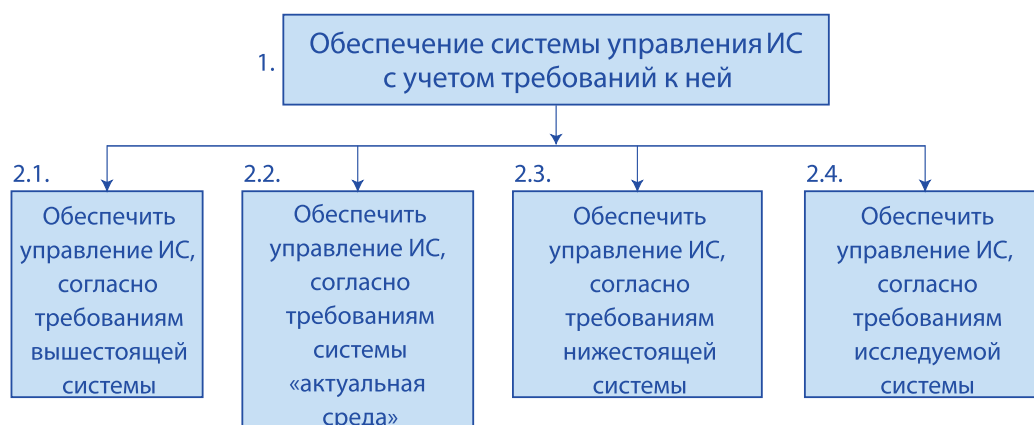 1.
Обеспечение системы управления ИС
с учетом требований к ней
2.1.
Обеспечить
управление ИС,
согласно
требованиям
вышестоящей
системы
2.2.
Обеспечить
управление ИС,
согласно
требованиям
системы
«актуальная
среда»
2.3.
Обеспечить
управление ИС,
согласно
требованиям
нижестоящей
системы
2.4.
Обеспечить
управление ИС,
согласно
требованиям
исследуемой
системы